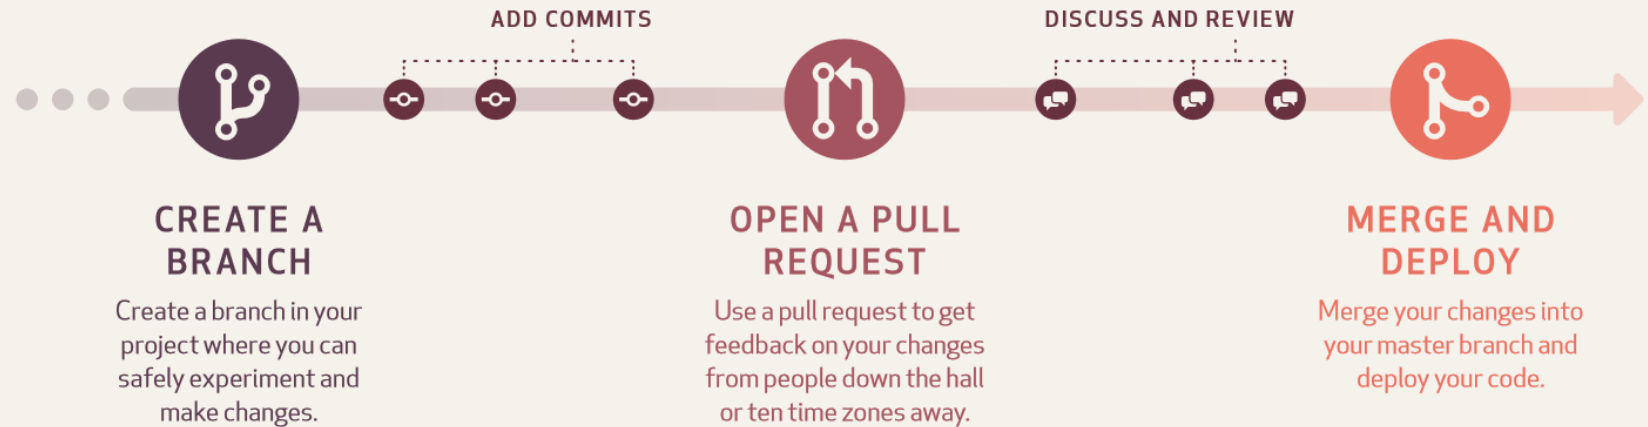 ADD COMMITS
DISCUSS AND REVIEW
CREATE A
BRANCH
Create a branch in your
project where you can
safely experiment and
make changes.
OPEN A PULL
REQUEST
Use a pull request to get
feedback on your changes
from people down the hall
or ten time zones away.
MERGE AND
DEPLOY
Merge your changes into
your master branch and
deploy your code.